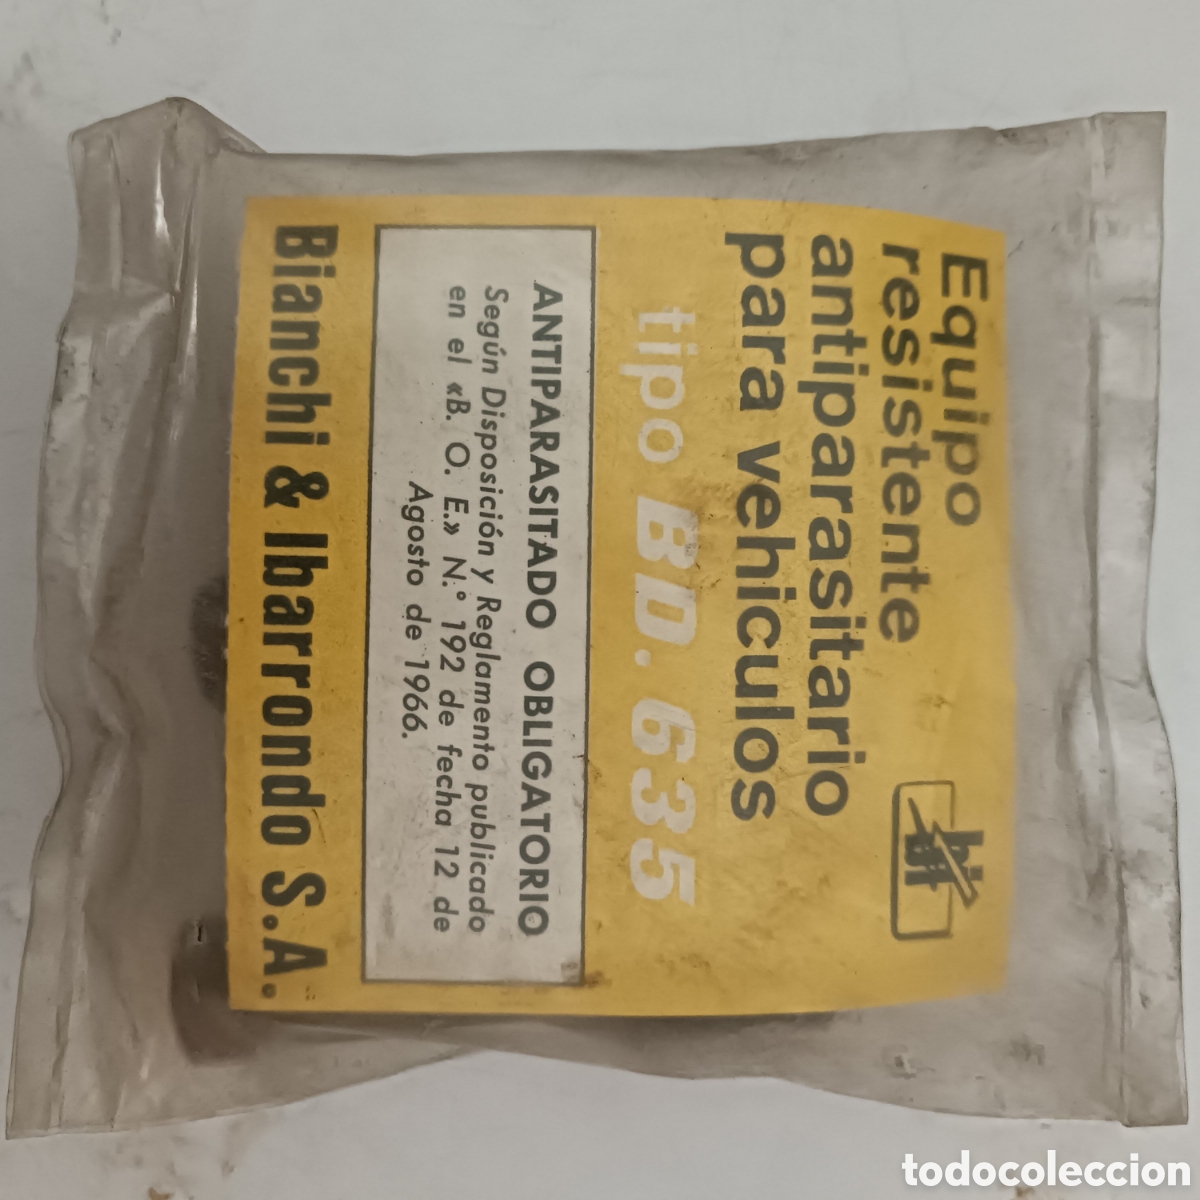 Equipo
resistente
antiparasitario
para vehiculos
bit
tipo BD. 635
ANTIPARASITADO OBLIGATORIO
Según Disposición y Reglamento publicado
en el «B. O. E.» N.° 192 de fecha 12 de
Agosto de 1966.
Bianchi & Ibarrondo S.A.
todocoleccion